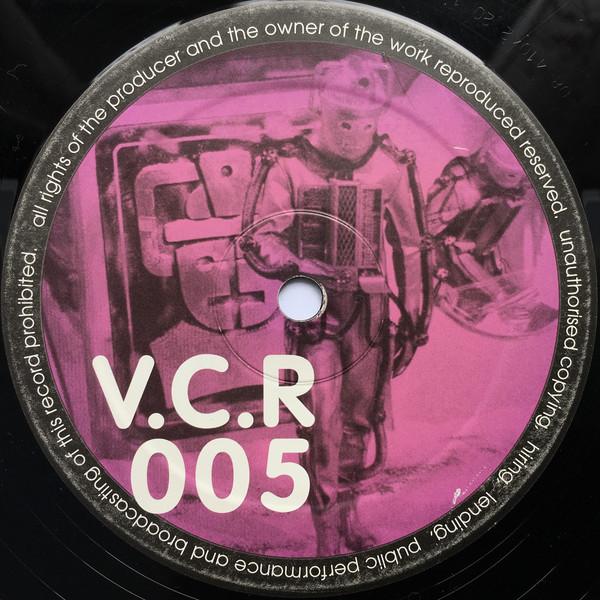 all rights of the producer and the owner of the work reproduced reserved. unauthorised copying, hiring, lending, public performance and broadcasting of this record prohibited.
V.C.R
005